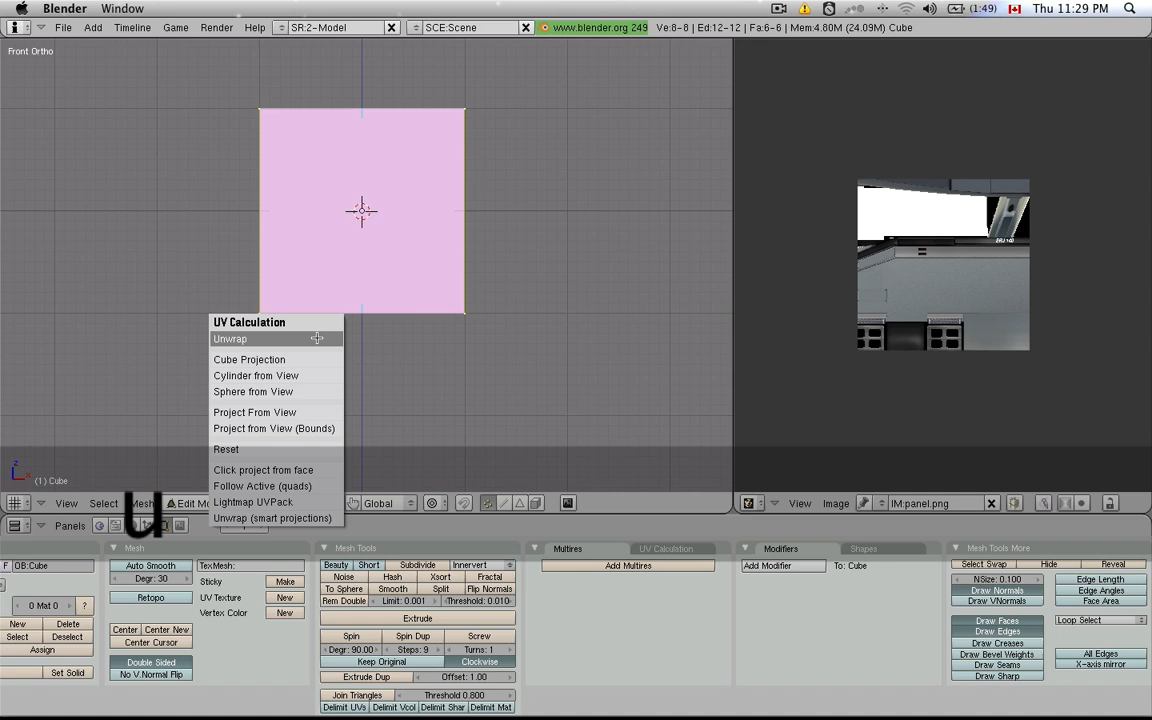 Blender Window (1:49) Thu 11:29 PM
File Add Timeline Game Render Help SR:2-Model SCE:Scene www.blender.org 249 Ve:8-8 | Ed:12-12 | Fa:6-6 | Mem:4.80M (24.09M) Cube
Front Ortho
UV Calculation
Unwrap
Cube Projection
Cylinder from View
Sphere from View
Project From View
Project from View (Bounds)
Reset
Click project from face
Follow Active (quads)
Lightmap UVPack
Unwrap (smart projections)
z
x
(1) Cube
u
View Select Mesh Edit Mo Global
View Image IM:panel.png
Panels
Mesh
Mesh Tools
Multires UV Calculation
Modifiers Shapes
Mesh Tools More
F OB:Cube
0 Mat 0 ?
New Delete
Select Deselect
Assign
Set Solid
Auto Smooth
Degr: 30
Retopo
Center Center New
Center Cursor
Double Sided
No V.Normal Flip
TexMesh:
Sticky Make
UV Texture New
Vertex Color New
Beauty Short Subdivide Innervert
Noise Hash Xsort Fractal
To Sphere Smooth Split Flip Normals
Rem Double Limit: 0.001 Threshold: 0.010
Extrude
Spin Spin Dup Screw
Degr: 90.00 Steps: 9 Turns: 1
Keep Original Clockwise
Extrude Dup Offset: 1.00
Join Triangles Threshold 0.800
Delimit UVs Delimit Vcol Delimit Shar Delimit Mat
Add Multires
Add Modifier To: Cube
Select Swap Hide Reveal
NSize: 0.100
Draw Normals
Draw VNormals
Draw Faces
Draw Edges
Draw Creases
Draw Bevel Weights
Draw Seams
Draw Sharp
Edge Length
Edge Angles
Face Area
Loop Select
All Edges
X-axis mirror